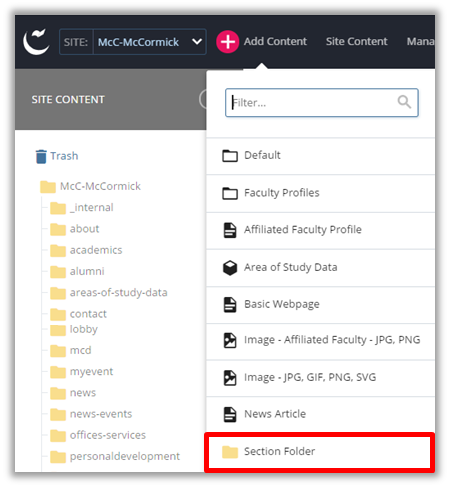 SITE: McC-McCormick Add Content Site Content Mana
SITE CONTENT
Filter...
Trash
McC-McCormick
_internal
about
academics
alumni
areas-of-study-data
contact
lobby
mcd
myevent
news
news-events
offices-services
personaldevelopment
Default
Faculty Profiles
Affiliated Faculty Profile
Area of Study Data
Basic Webpage
Image - Affiliated Faculty - JPG, PNG
Image - JPG, GIF, PNG, SVG
News Article
Section Folder